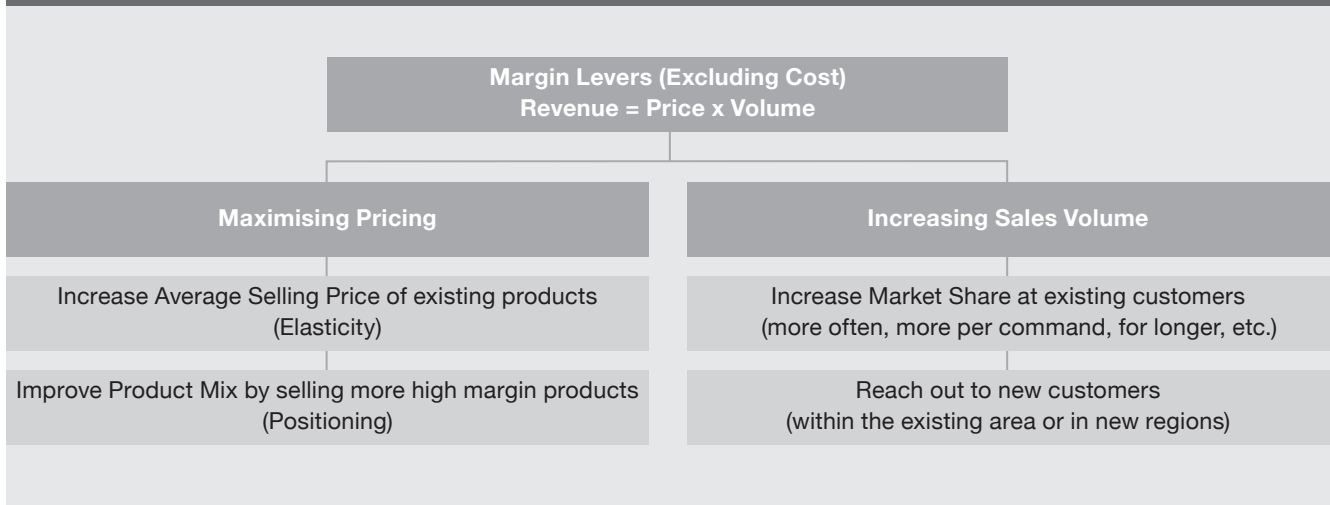 Margin Levers (Excluding Cost)
Revenue = Price x Volume
Maximising Pricing
Increase Average Selling Price of existing products
(Elasticity)
Improve Product Mix by selling more high margin products
(Positioning)
Increasing Sales Volume
Increase Market Share at existing customers
(more often, more per command, for longer, etc.)
Reach out to new customers
(within the existing area or in new regions)